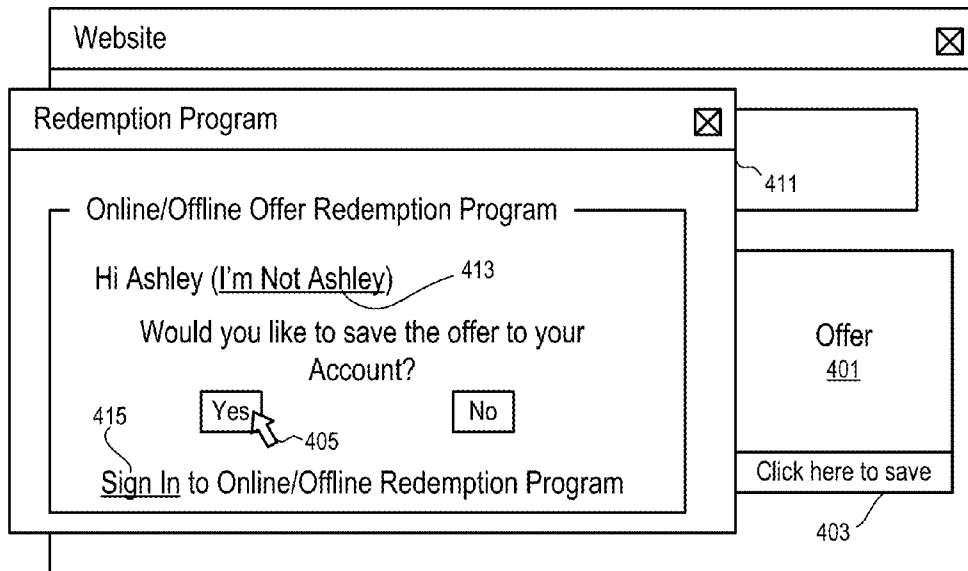 Website
Redemption Program
411
Online/Offline Offer Redemption Program
Hi Ashley (I'm Not Ashley)
413
Would you like to save the offer to your
Account?
Offer
401
Yes
No
415
405
Sign In to Online/Offline Redemption Program
Click here to save
403